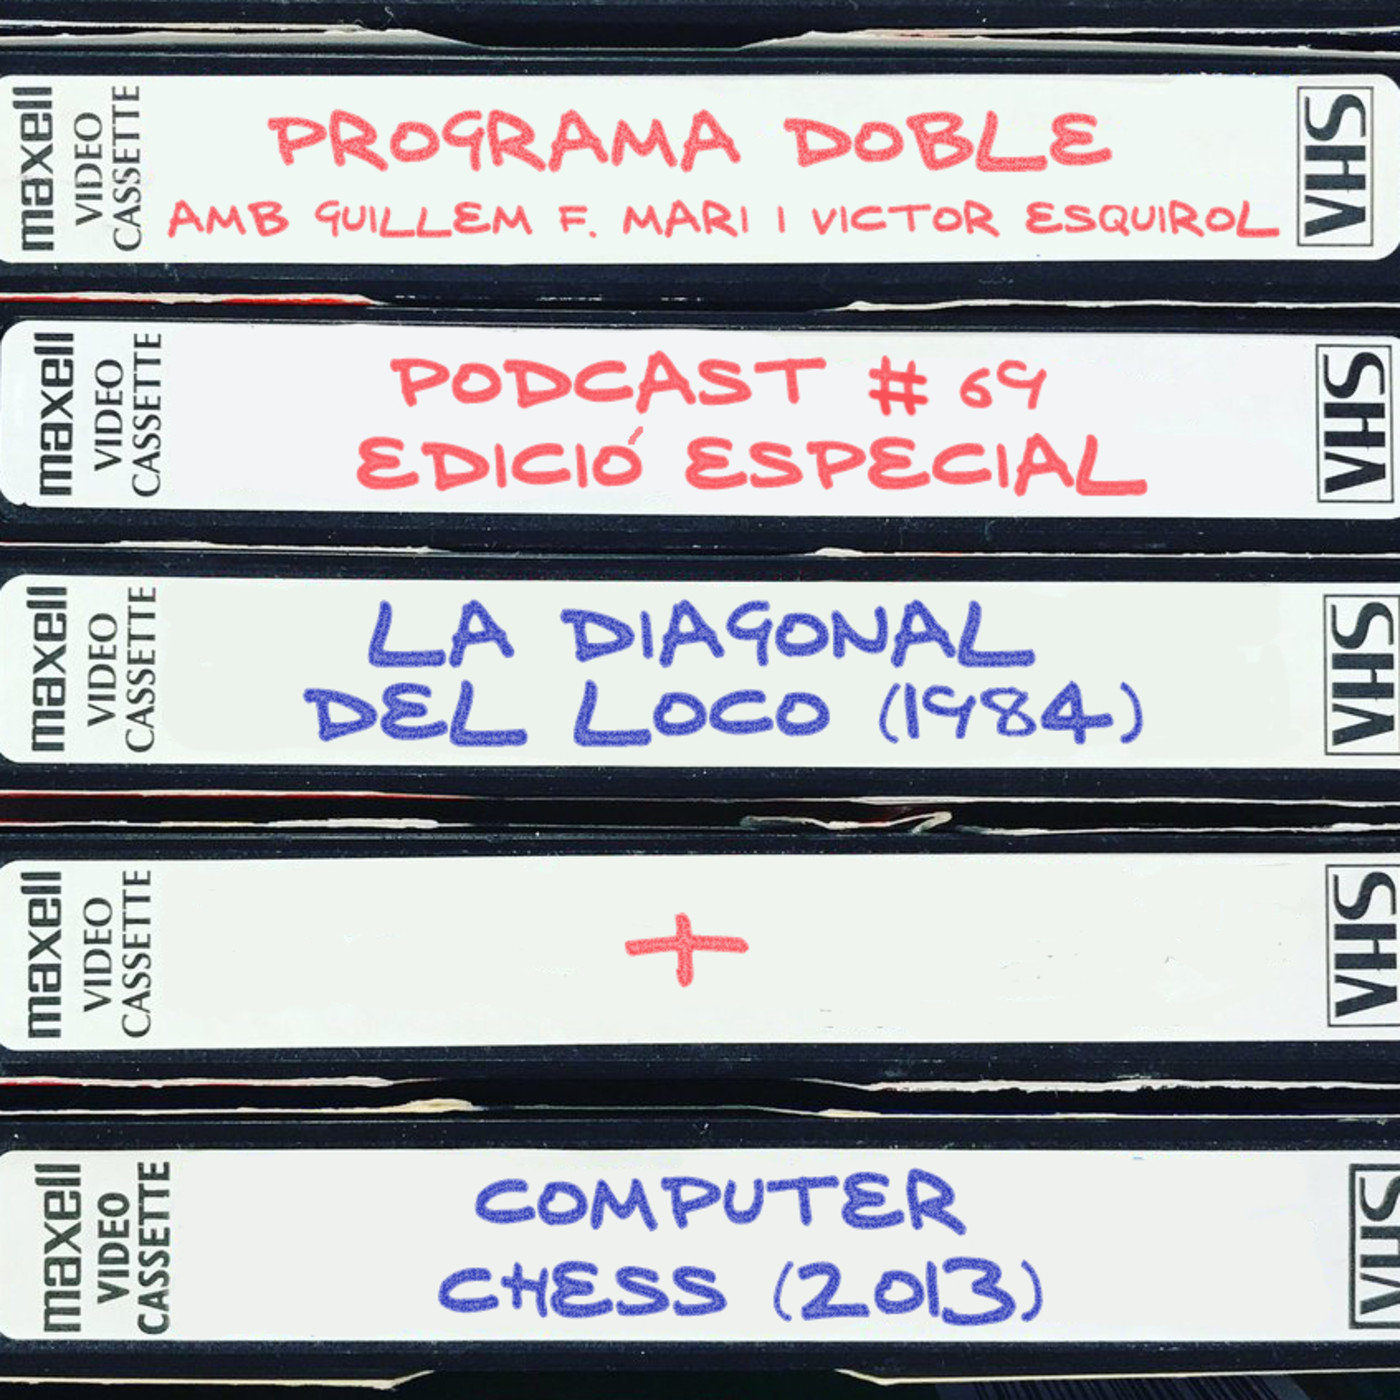 maxell
VIDEO
CASSETTE
PROGRAMA DOBLE
AMB GUILLEM F. MARI I VICTOR ESQUIROL
VHS
maxell
VIDEO
CASSETTE
PODCAST # 69
EDICIÓ ESPECIAL
VHS
maxell
VIDEO
CASSETTE
LA DIAGONAL
DEL LOCO (1984)
VHS
maxell
VIDEO
CASSETTE
+
VHS
maxell
VIDEO
CASSETTE
COMPUTER
CHESS (2013)
VHS